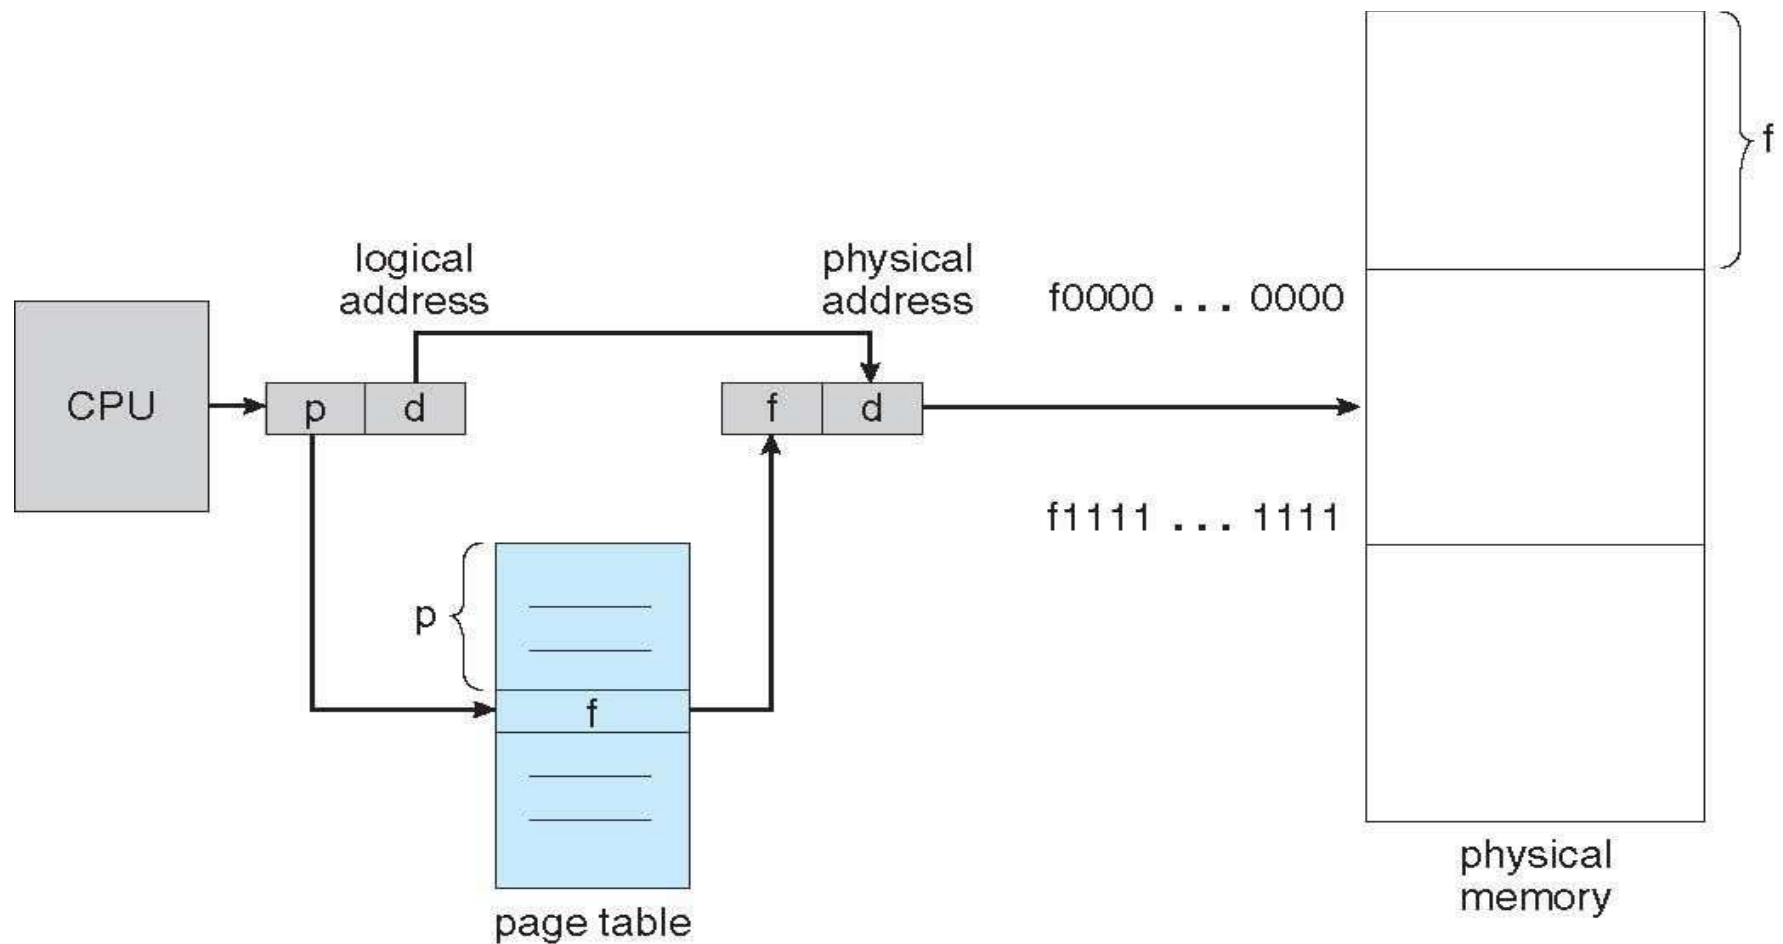 f
logical
address
physical
address
f0000 ... 0000
CPU
p
d
f
d
f1111 ... 1111
p
f
physical
memory
page table